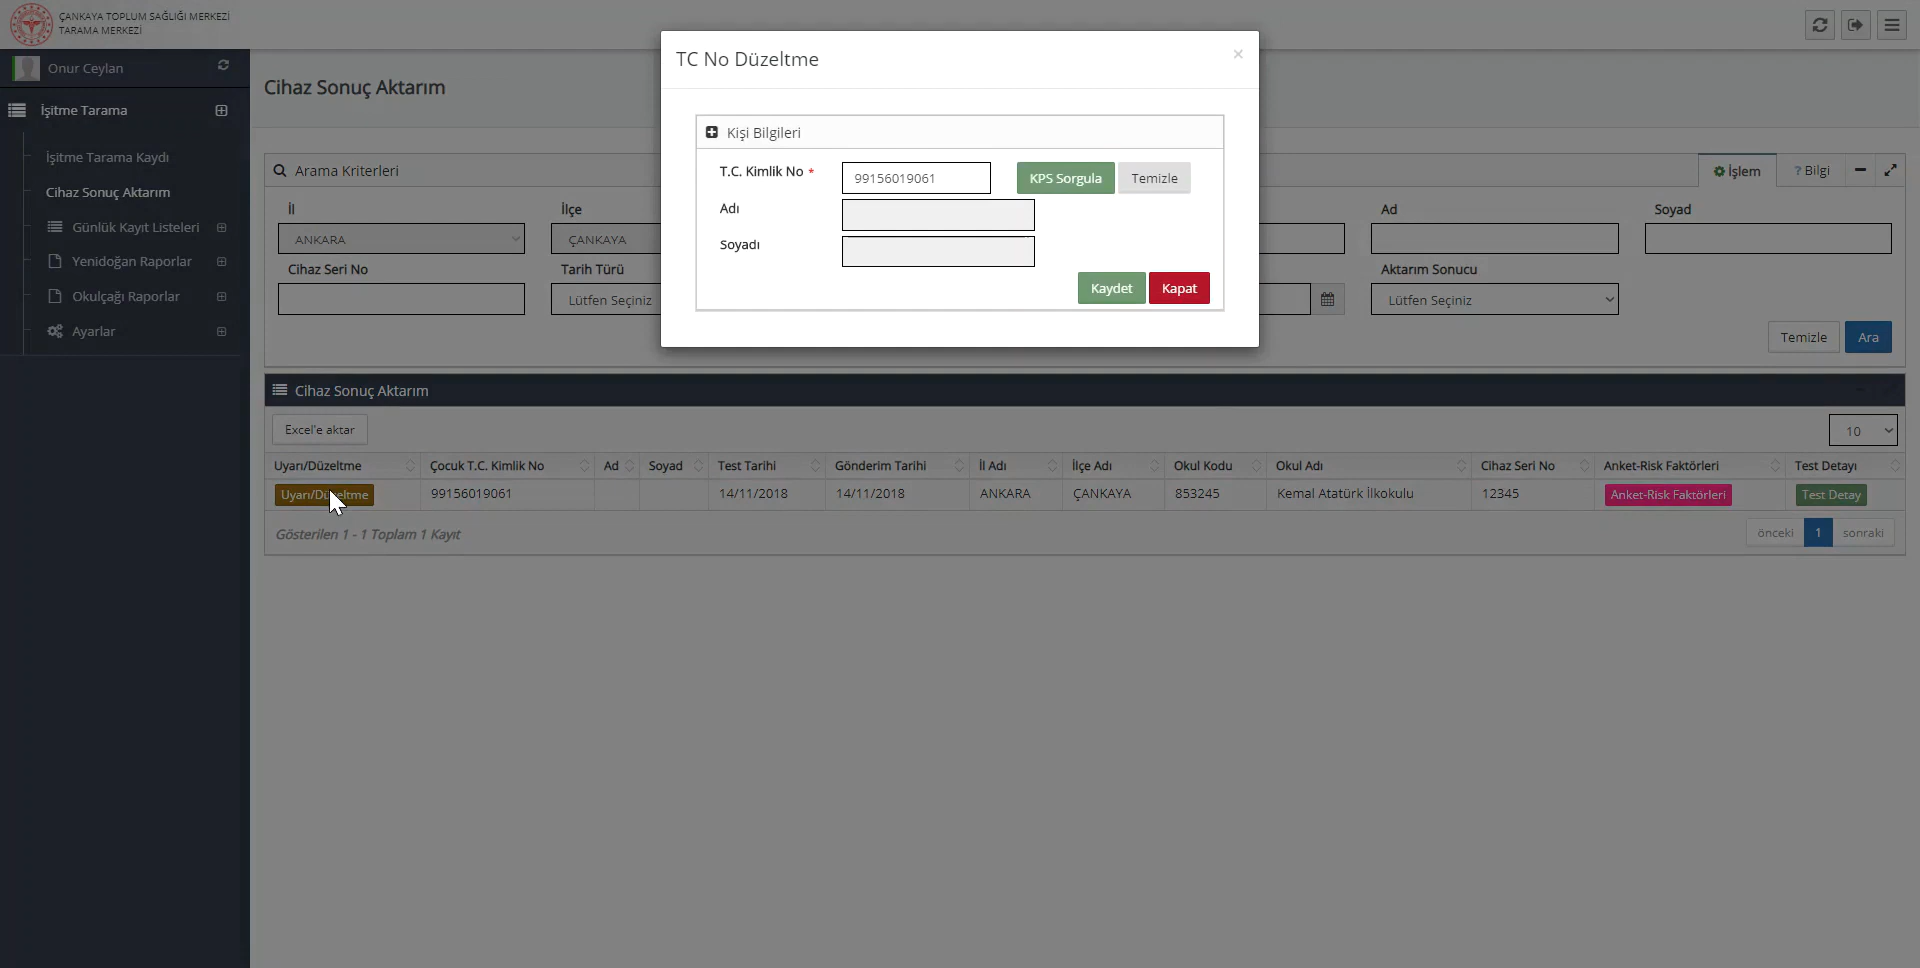 ÇANKAYA TOPLUM SAĞLIĞI MERKEZİ
TARAMA MERKEZİ
Onur Ceylan
İşitme Tarama
İşitme Tarama Kaydı
Cihaz Sonuç Aktarım
Günlük Kayıt Listeleri
Yenidoğan Raporlar
Okulçağı Raporlar
Ayarlar
Cihaz Sonuç Aktarım
TC No Düzeltme
×
Kişi Bilgileri
T.C. Kimlik No * 99156019061 KPS Sorgula Temizle
Adı
Soyadı
Kaydet Kapat
Arama Kriterleri
İşlem ? Bilgi
İl İlçe Ad Soyad
ANKARA ÇANKAYA
Cihaz Seri No Tarih Türü Aktarım Sonucu
Lütfen Seçiniz Lütfen Seçiniz
Temizle Ara
Cihaz Sonuç Aktarım
Excel'e aktar 10
Uyarı/Düzeltme Çocuk T.C. Kimlik No Ad Soyad Test Tarihi Gönderim Tarihi İl Adı İlçe Adı Okul Kodu Okul Adı Cihaz Seri No Anket-Risk Faktörleri Test Detayı
Uyarı/Düzeltme 99156019061 14/11/2018 14/11/2018 ANKARA ÇANKAYA 853245 Kemal Atatürk İlkokulu 12345 Anket-Risk Faktörleri Test Detay
Gösterilen 1 - 1 Toplam 1 Kayıt önceki 1 sonraki